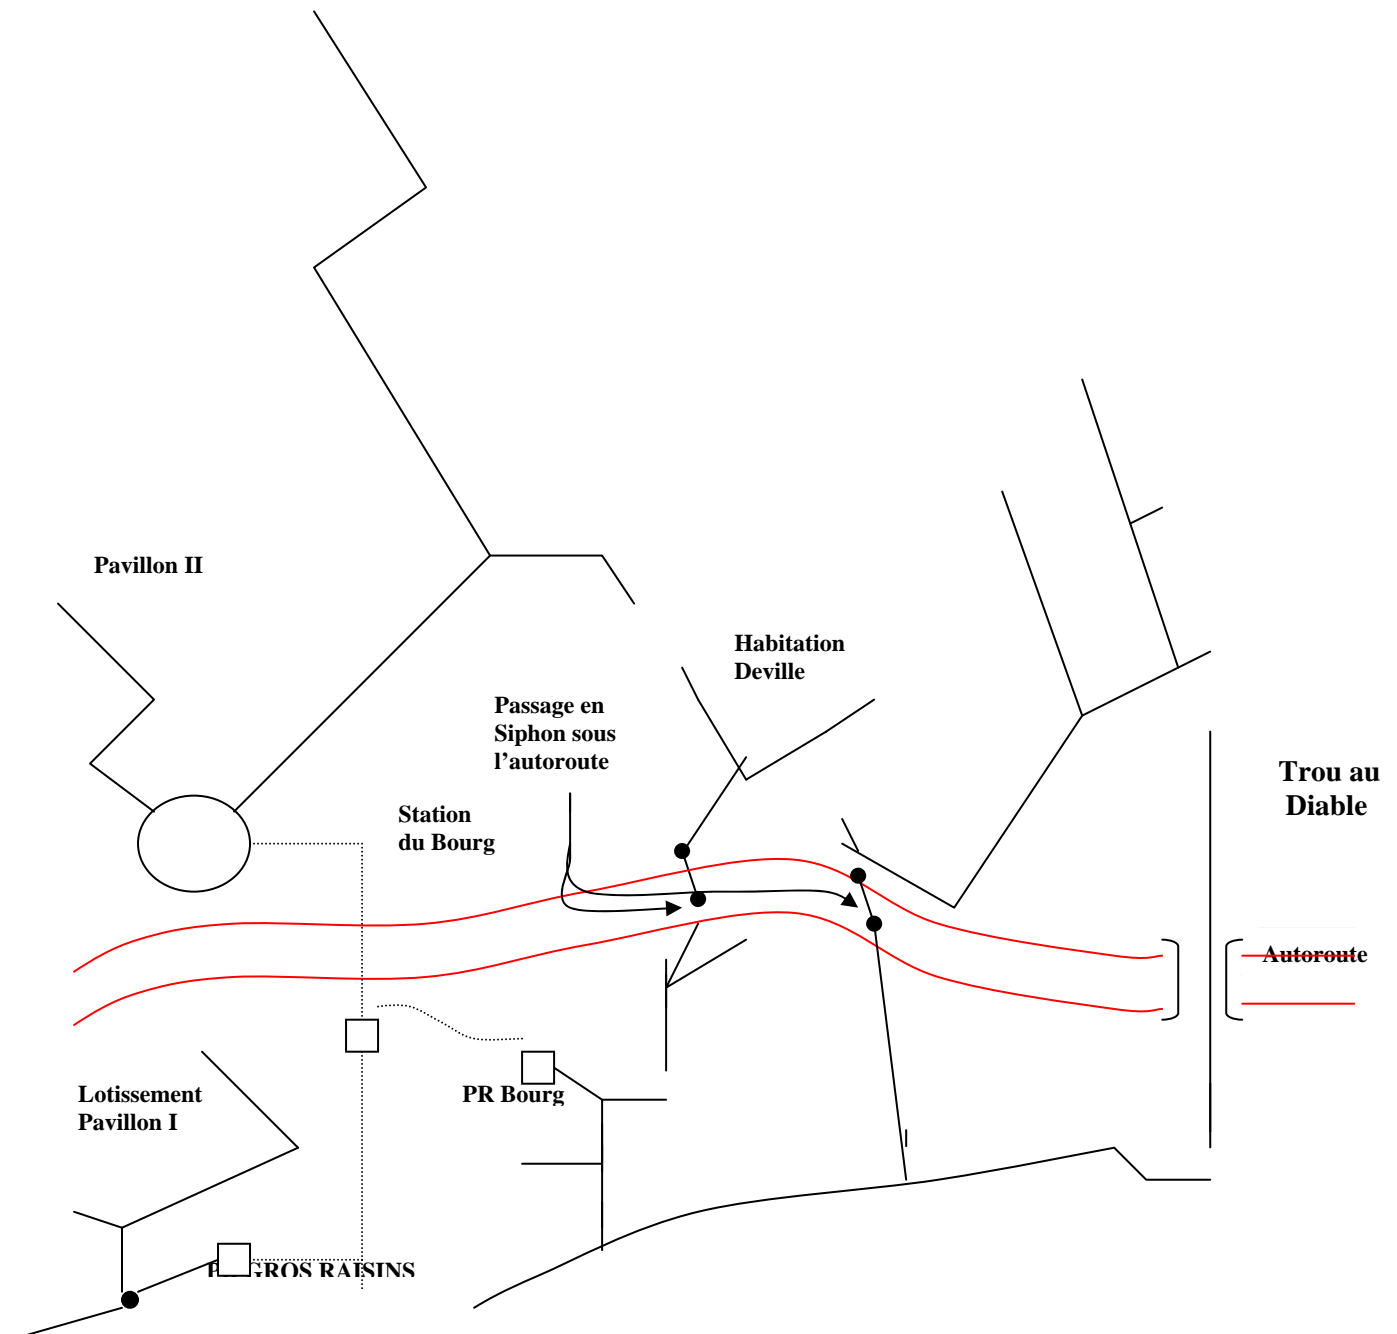 Pavillon II
Habitation
Deville
Passage en
Siphon sous
l'autoroute
Trou au
Diable
Station
du Bourg
Autoroute
Lotissement
Pavillon I
PR Bourg
GROS RAISINS